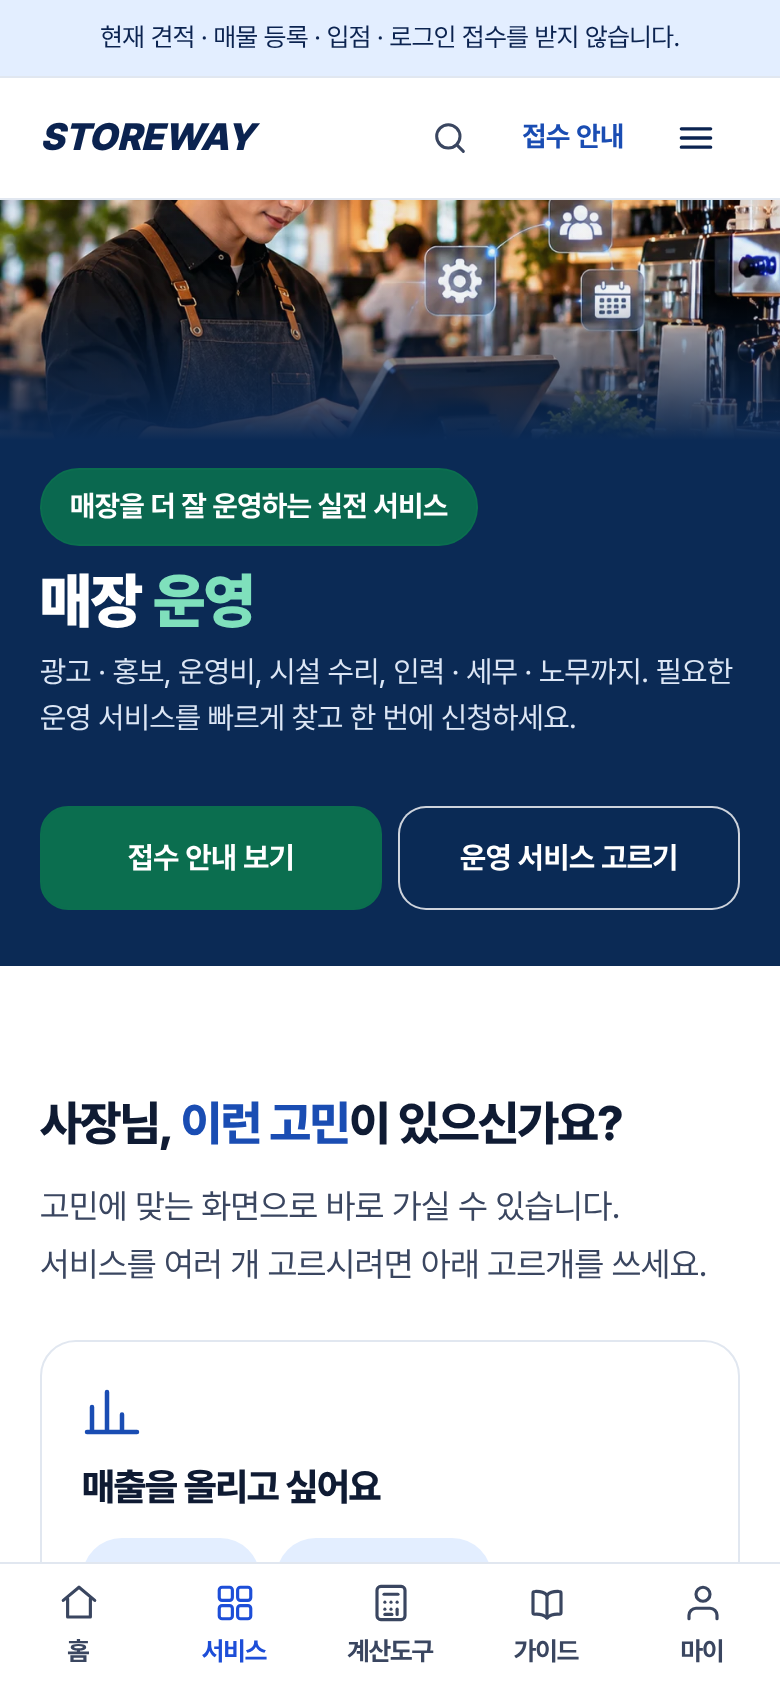 현재 견적 · 매물 등록 · 입점 · 로그인 접수를 받지 않습니다.
STOREWAY
접수 안내
매장을 더 잘 운영하는 실전 서비스
매장 운영
광고 · 홍보, 운영비, 시설 수리, 인력 · 세무 · 노무까지. 필요한
운영 서비스를 빠르게 찾고 한 번에 신청하세요.
접수 안내 보기
운영 서비스 고르기
사장님, 이런 고민이 있으신가요?
고민에 맞는 화면으로 바로 가실 수 있습니다.
서비스를 여러 개 고르시려면 아래 고르개를 쓰세요.
매출을 올리고 싶어요
홈
서비스
계산도구
가이드
마이